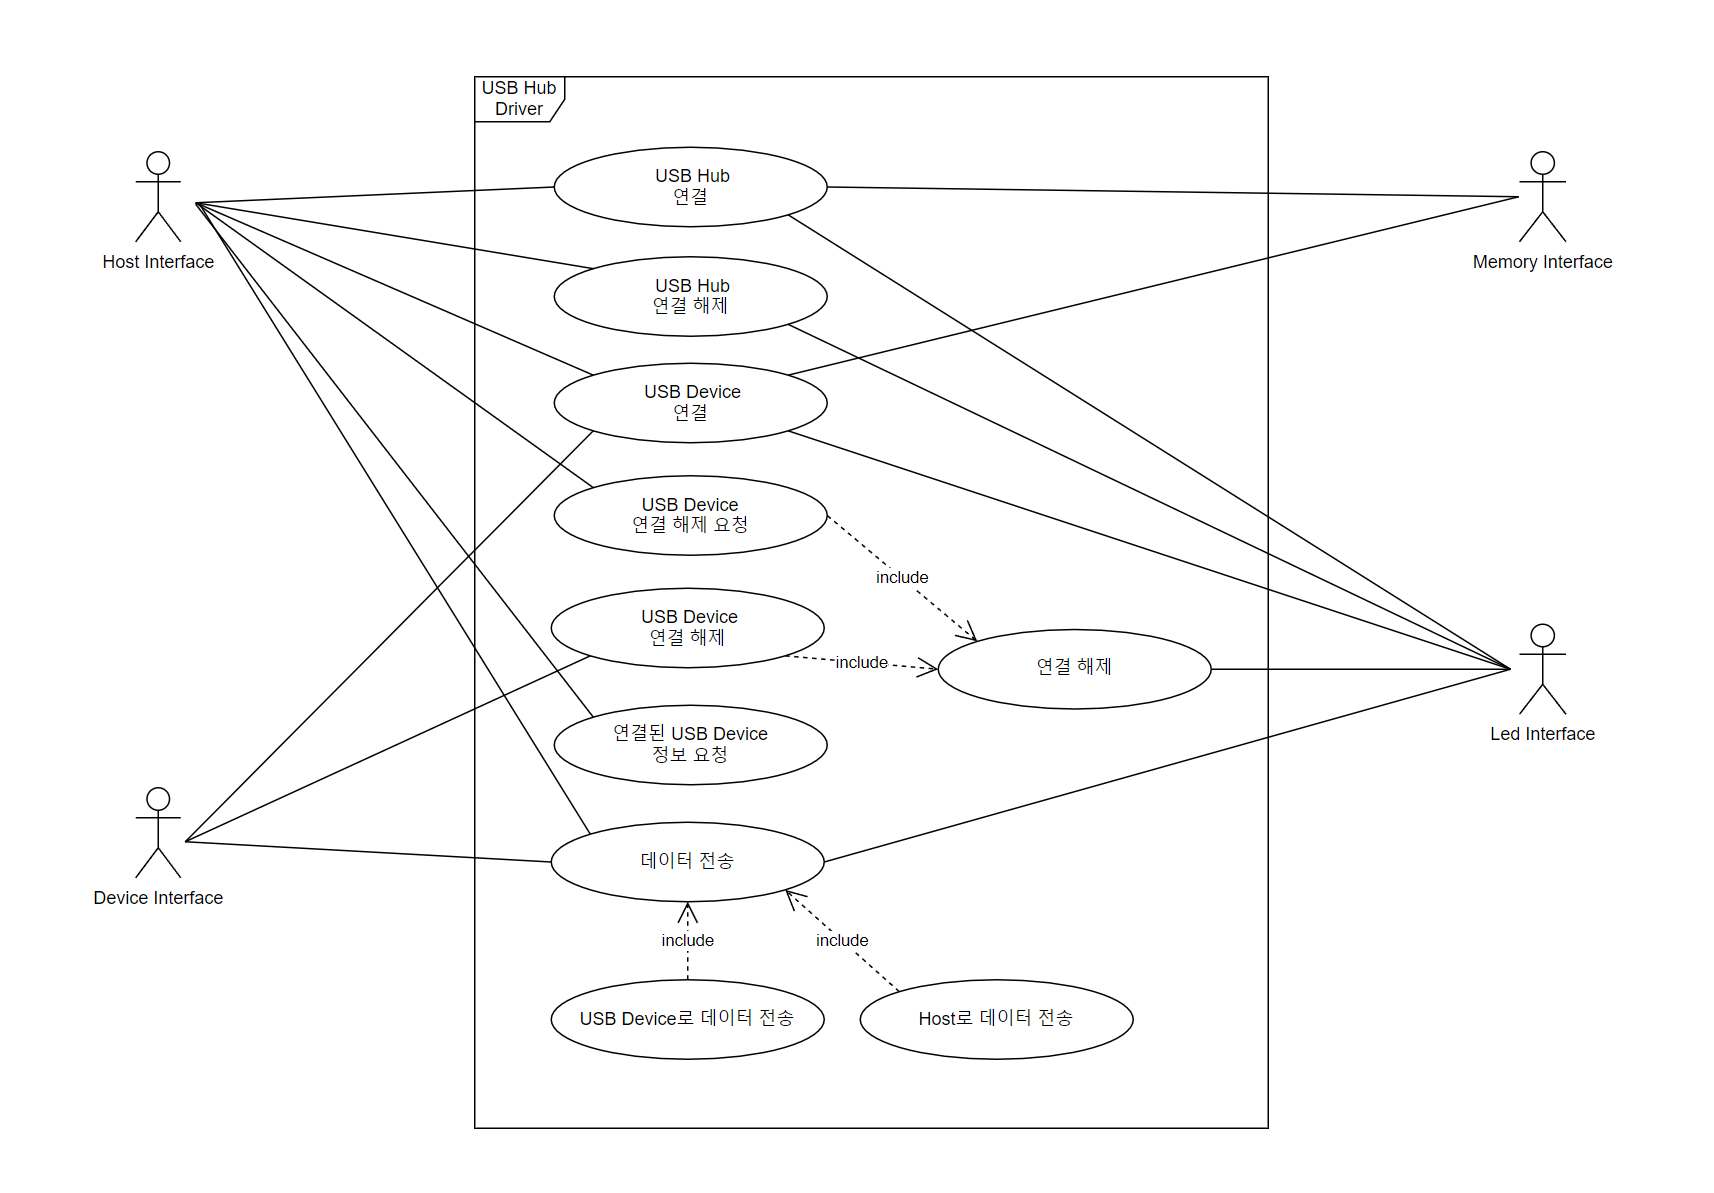 USB Hub
Driver
USB Hub
연결
Host Interface
Memory Interface
USB Hub
연결 해제
USB Device
연결
USB Device
연결 해제 요청
include
USB Device
연결 해제
include
연결 해제
연결된 USB Device
정보 요청
Led Interface
데이터 전송
Device Interface
include
include
USB Device로 데이터 전송
Host로 데이터 전송